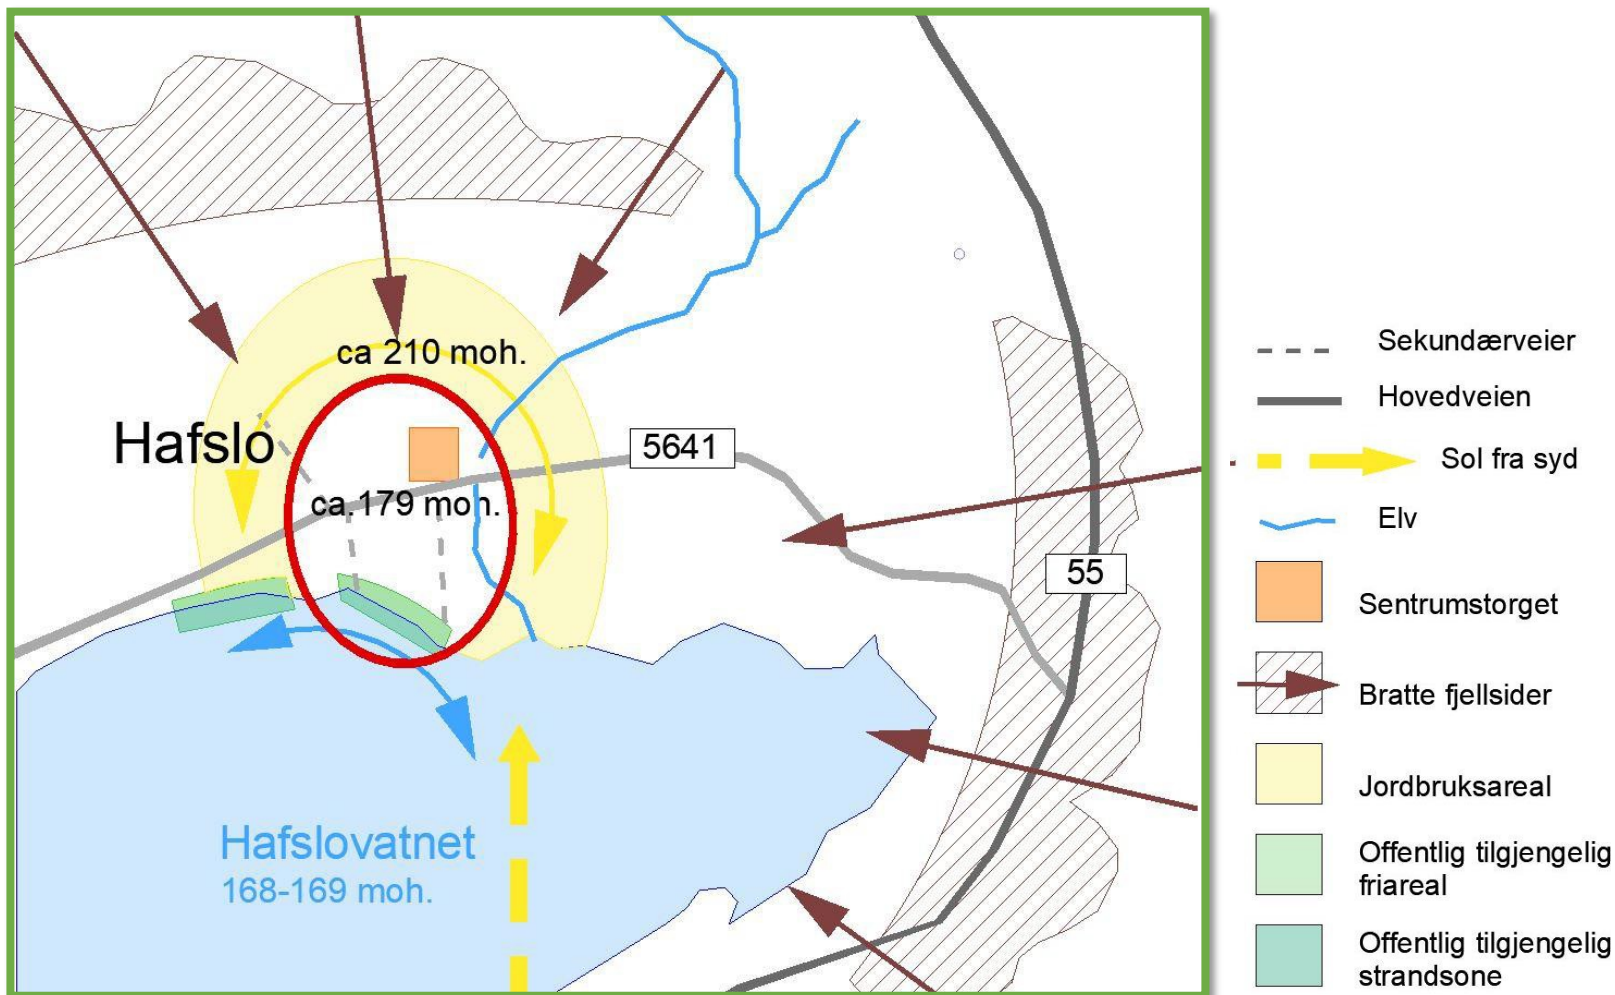 ca 210 moh.
Hafslo
5641
ca.179 moh.
55
Hafslovatnet
168-169 moh.
Sekundærveier
Hovedveien
Sol fra syd
Elv
Sentrumstorget
Bratte fjellsider
Jordbruksareal
Offentlig tilgjengelig
friareal
Offentlig tilgjengelig
strandsone